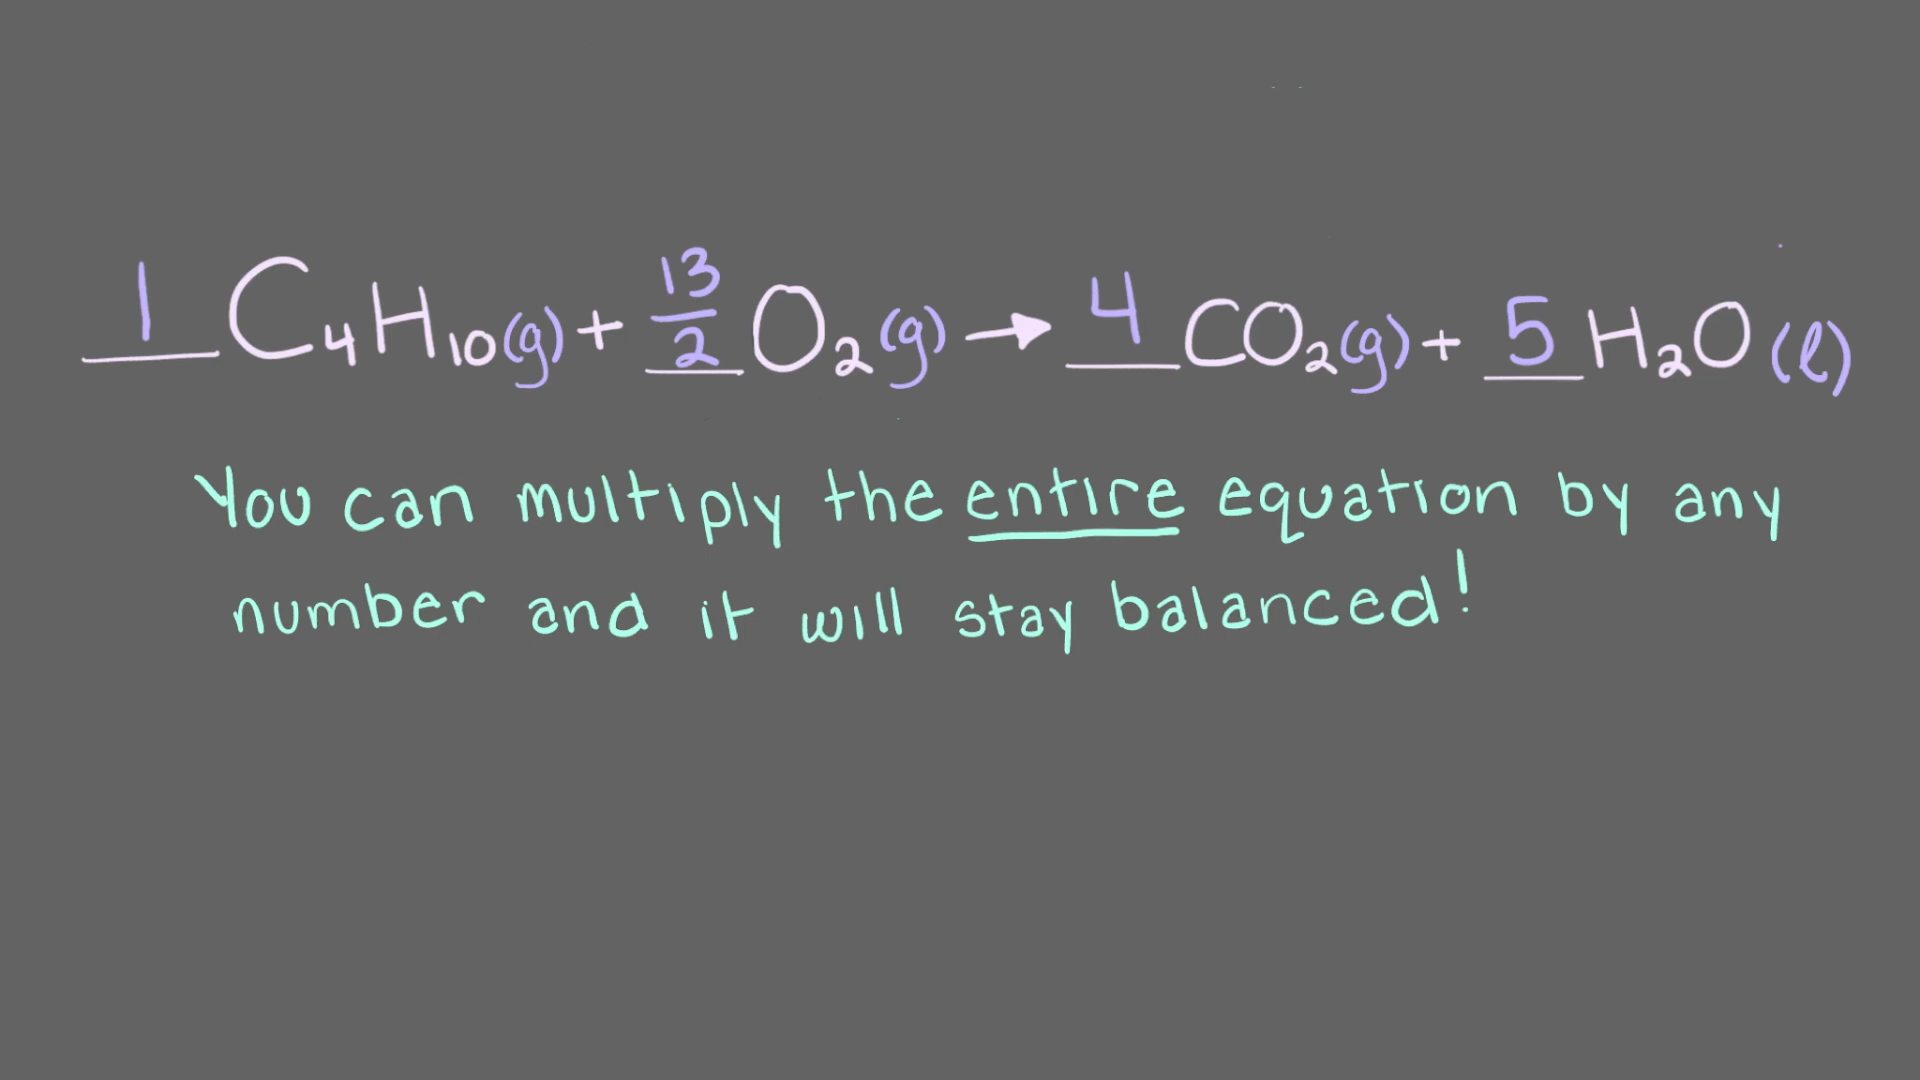 1 C₄H₁₀(g) + 13/2 O₂(g) → 4 CO₂(g) + 5 H₂O(l)
You can multiply the entire equation by any
number and it will stay balanced!